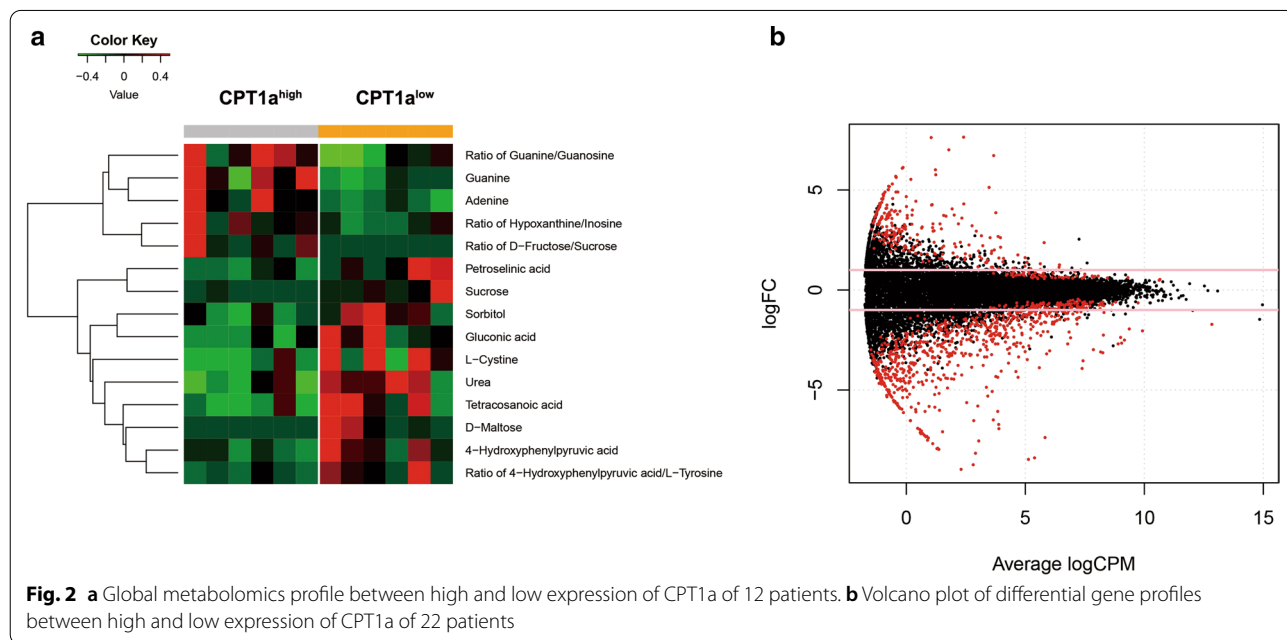 a
Color Key
−0.4 0 0.4
Value
CPT1ahigh CPT1alow
Ratio of Guanine/Guanosine
Guanine
Adenine
Ratio of Hypoxanthine/Inosine
Ratio of D−Fructose/Sucrose
Petroselinic acid
Sucrose
Sorbitol
Gluconic acid
L−Cystine
Urea
Tetracosanoic acid
D−Maltose
4−Hydroxyphenylpyruvic acid
Ratio of 4−Hydroxyphenylpyruvic acid/L−Tyrosine
b
logFC
5
0
−5
0 5 10 15
Average logCPM
Fig. 2 a Global metabolomics profile between high and low expression of CPT1a of 12 patients. b Volcano plot of differential gene profiles
between high and low expression of CPT1a of 22 patients